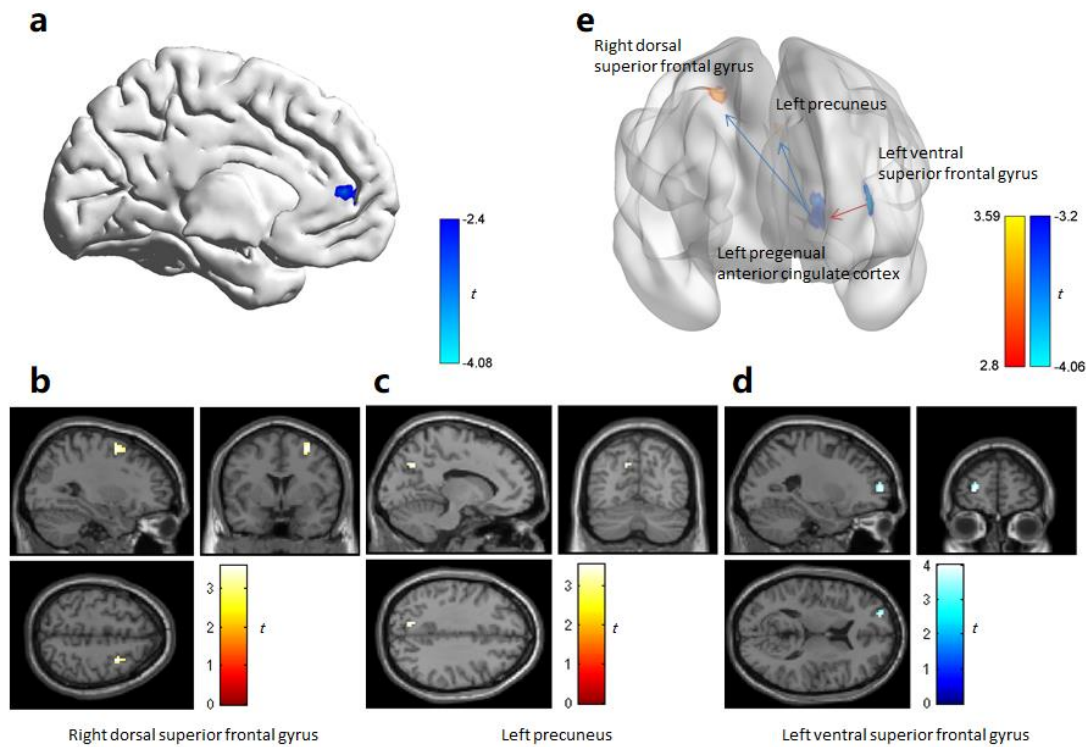 a
-2.4
t
-4.08
e
Right dorsal
superior frontal gyrus
Left precuneus
Left ventral
superior frontal gyrus
Left pregenual
anterior cingulate cortex
3.59
-3.2
t
2.8
-4.06
b
3
2
t
1
0
Right dorsal superior frontal gyrus
c
3
2
t
1
0
Left precuneus
d
4
3
2
t
1
0
Left ventral superior frontal gyrus